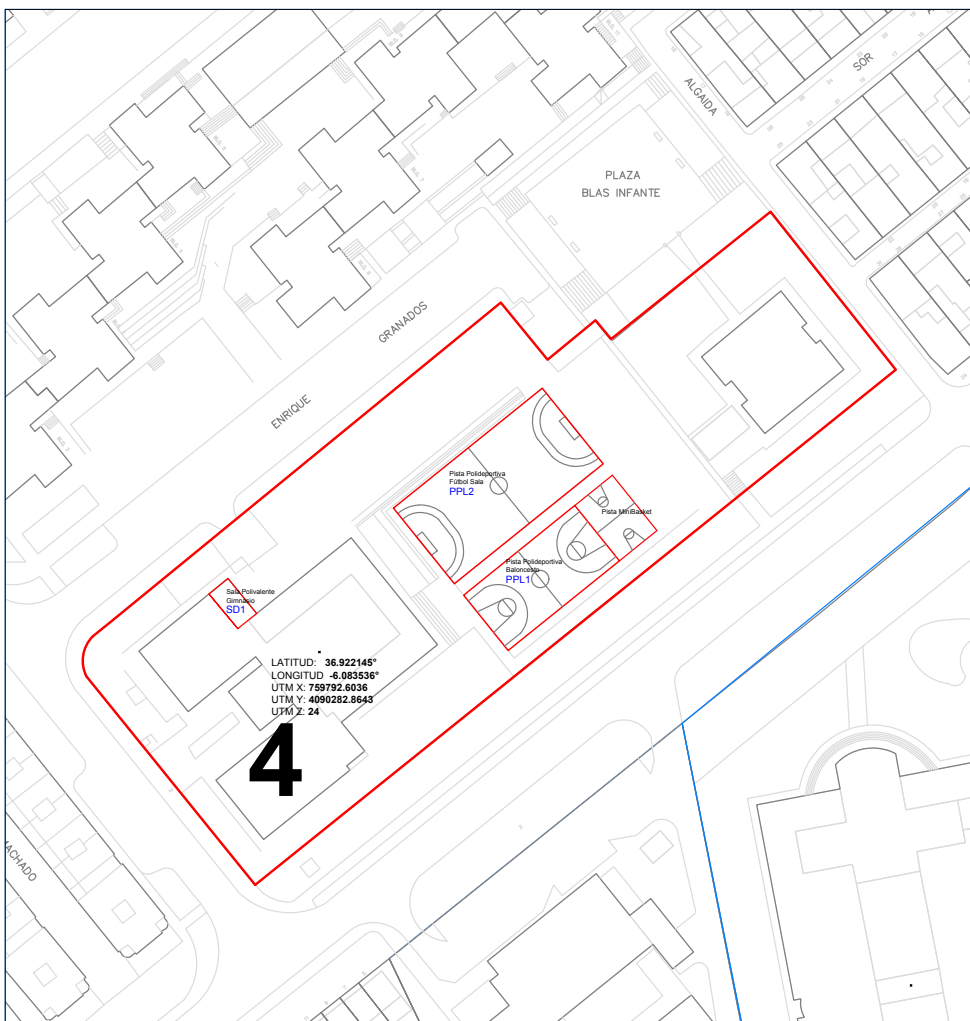 SOR
ALGAIDA
PLAZA
BLAS INFANTE
GRANADOS
ENRIQUE
Pista Polideportiva
Fútbol Sala
PPL2
Pista MiniBasket
Pista Polideportiva
Baloncesto
PPL1
Sala Polivalente
Gimnasio
SD1
LATITUD: 36.922145°
LONGITUD -6.083536°
UTM X: 759792.6036
UTM Y: 4090282.8643
UTM Z: 24
4
MACHADO